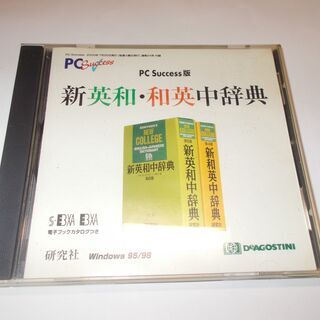 PC Success
PC Success版
新英和・和英中辞典
NEW
COLLEGE
新英和中辞典
新和英中辞典
S-EBXA EBXA
電子ブックカタログつき
研究社
Windows 95/98
DEAGOSTINI